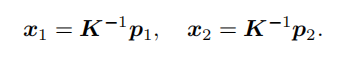 x₁ = K⁻¹p₁, x₂ = K⁻¹p₂.